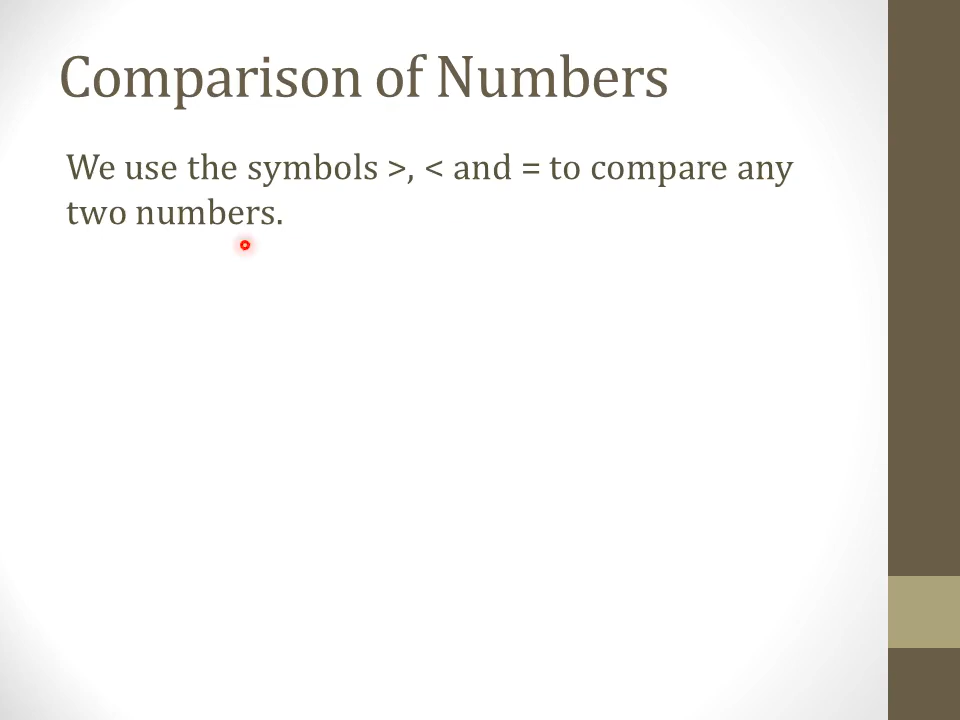 Comparison of Numbers
We use the symbols >, < and = to compare any
two numbers.